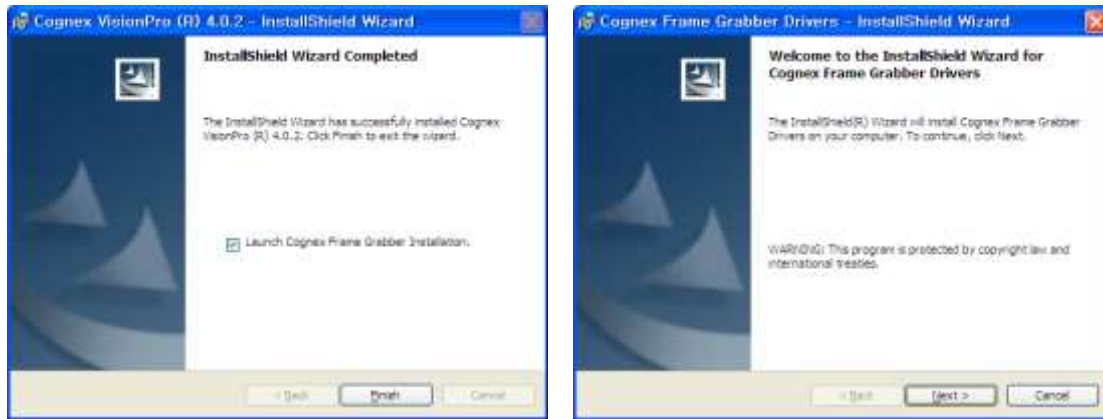 Cognex VisionPro (R) 4.0.2 - InstallShield Wizard
InstallShield Wizard Completed
The InstallShield Wizard has successfully installed Cognex
VisionPro (R) 4.0.2. Click Finish to exit the wizard.
Launch Cognex Frame Grabber Installation.
< Back
Finish
Cancel
Cognex Frame Grabber Drivers - InstallShield Wizard
Welcome to the InstallShield Wizard for
Cognex Frame Grabber Drivers
The InstallShield(R) Wizard will install Cognex Frame Grabber
Drivers on your computer. To continue, click Next.
WARNING: This program is protected by copyright law and
international treaties.
< Back
Next >
Cancel